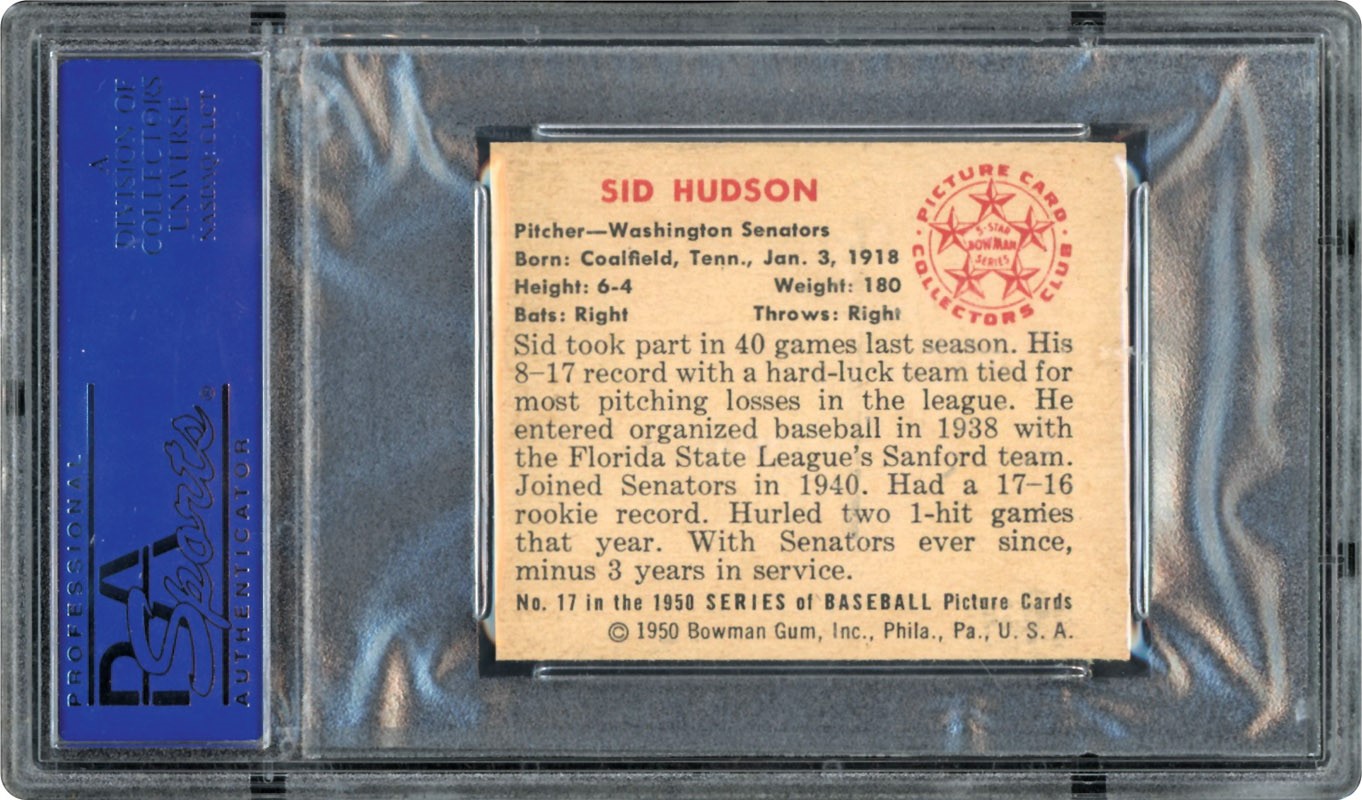 A
DIVISION OF
COLLECTORS
UNIVERSE
NASDAQ: CLCT
PROFESSIONAL
PSA
Sports®
AUTHENTICATOR
SID HUDSON
Pitcher—Washington Senators
Born: Coalfield, Tenn., Jan. 3, 1918
Height: 6-4 Weight: 180
Bats: Right Throws: Right
PICTURE CARD
COLLECTORS CLUB
5-STAR
BOWMAN
SERIES
Sid took part in 40 games last season. His
8–17 record with a hard-luck team tied for
most pitching losses in the league. He
entered organized baseball in 1938 with
the Florida State League's Sanford team.
Joined Senators in 1940. Had a 17–16
rookie record. Hurled two 1-hit games
that year. With Senators ever since,
minus 3 years in service.
No. 17 in the 1950 SERIES of BASEBALL Picture Cards
© 1950 Bowman Gum, Inc., Phila., Pa., U. S. A.